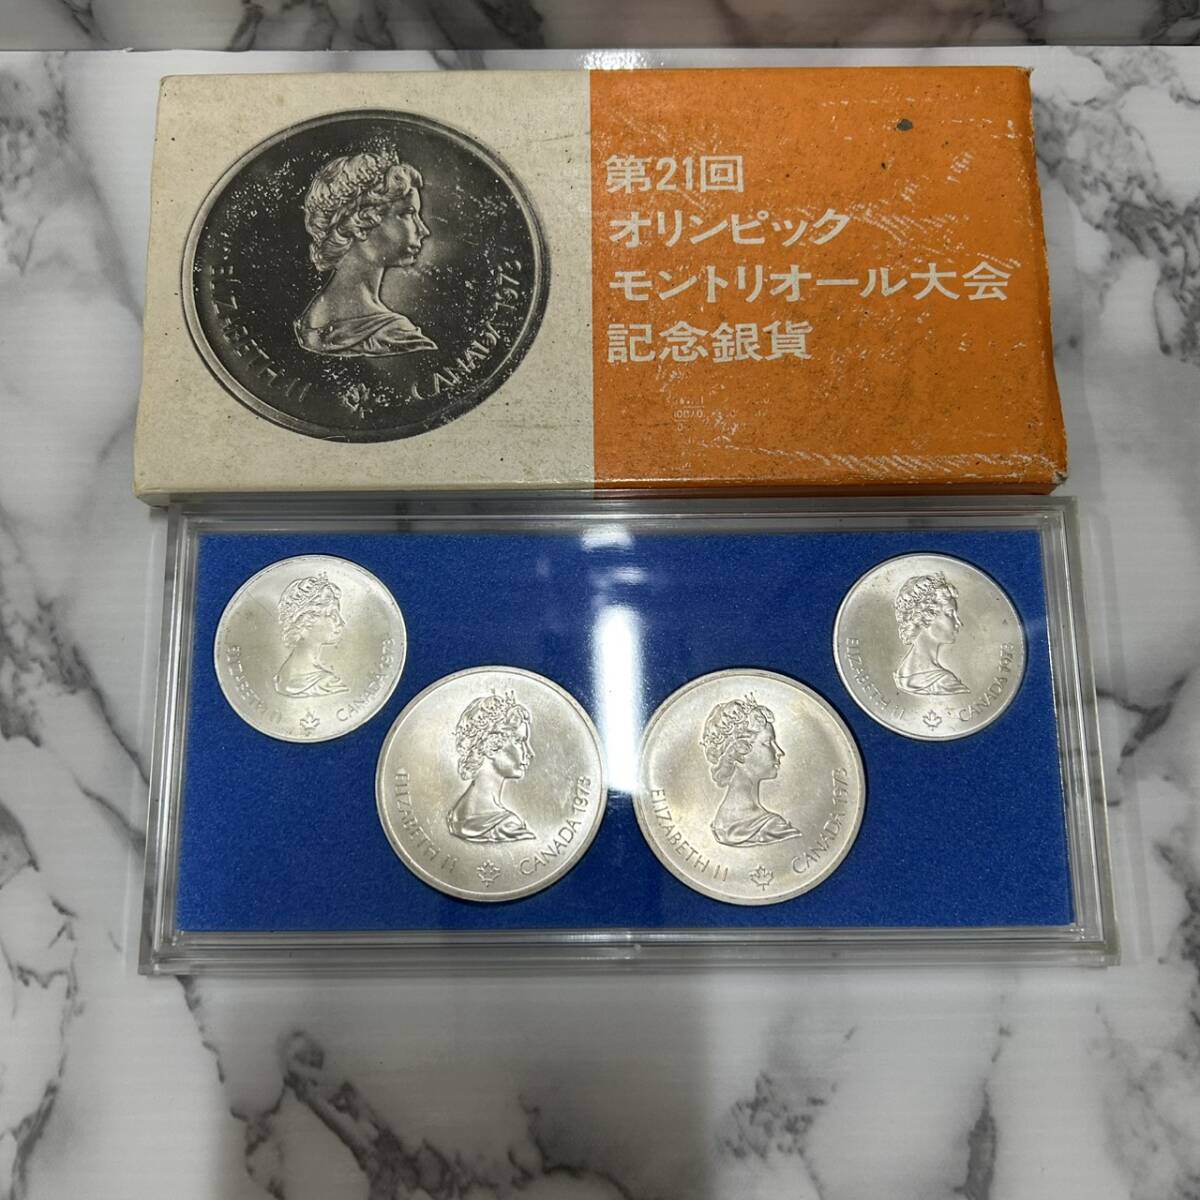 ELIZABETH II CANADA 1973
第21回
オリンピック
モントリオール大会
記念銀貨
ELIZABETH II CANADA 1973
ELIZABETH II CANADA 1973
ELIZABETH II CANADA 1973
ELIZABETH II CANADA 1973